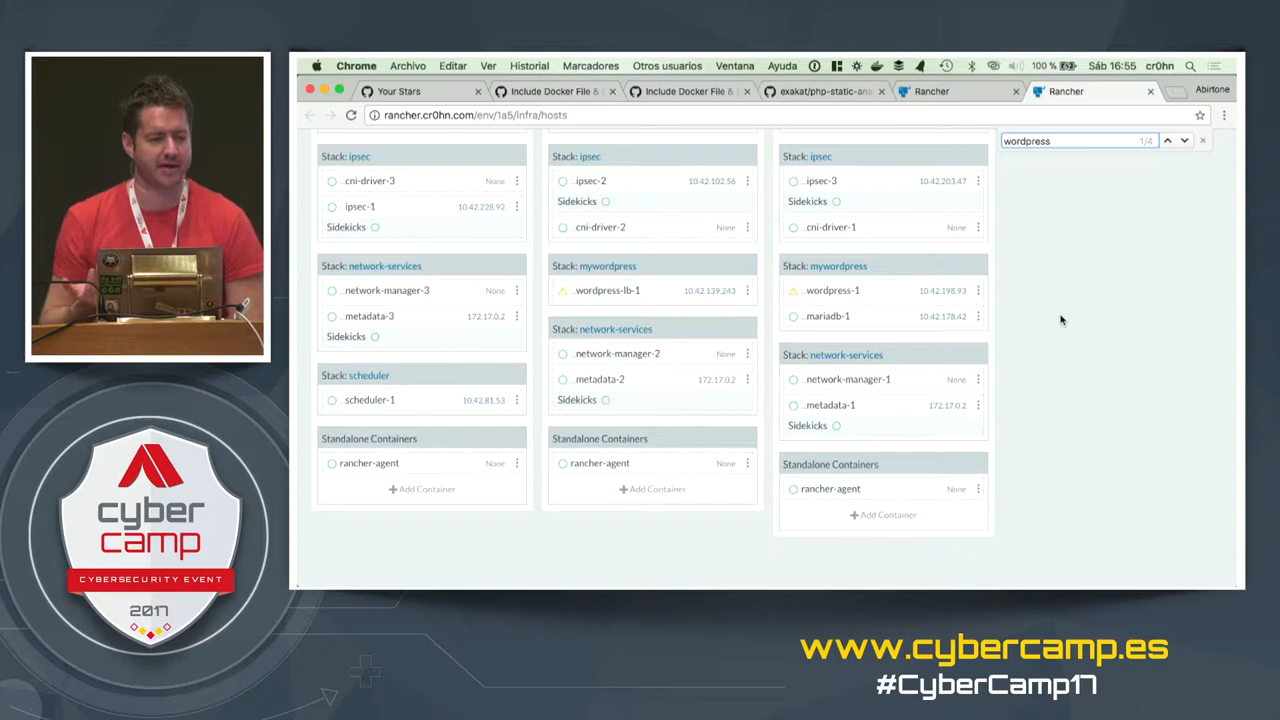 Chrome Archivo Editar Ver Historial Marcadores Otros usuarios Ventana Ayuda 100 % Sáb 16:55 cr0hn
Your Stars
Include Docker File &
Include Docker File &
exakat/php-static-ana
Rancher
Rancher
Abirtone
rancher.cr0hn.com/env/1a5/infra/hosts
wordpress 1/4
Stack: ipsec
...cni-driver-3 None
ipsec-1 10.42.228.92
Sidekicks
Stack: network-services
...network-manager-3 None
...metadata-3 172.17.0.2
Sidekicks
Stack: scheduler
...scheduler-1 10.42.81.53
Standalone Containers
rancher-agent None
+ Add Container
Stack: ipsec
...ipsec-2 10.42.102.56
Sidekicks
...cni-driver-2 None
Stack: mywordpress
...wordpress-lb-1 10.42.139.243
Stack: network-services
...network-manager-2 None
...metadata-2 172.17.0.2
Sidekicks
Standalone Containers
rancher-agent None
+ Add Container
Stack: ipsec
...ipsec-3 10.42.203.47
Sidekicks
...cni-driver-1 None
Stack: mywordpress
...wordpress-1 10.42.198.93
...mariadb-1 10.42.178.42
Stack: network-services
...network-manager-1 None
...metadata-1 172.17.0.2
Sidekicks
Standalone Containers
rancher-agent None
+ Add Container
cyber
camp
CYBERSECURITY EVENT
2017
www.cybercamp.es
#CyberCamp17